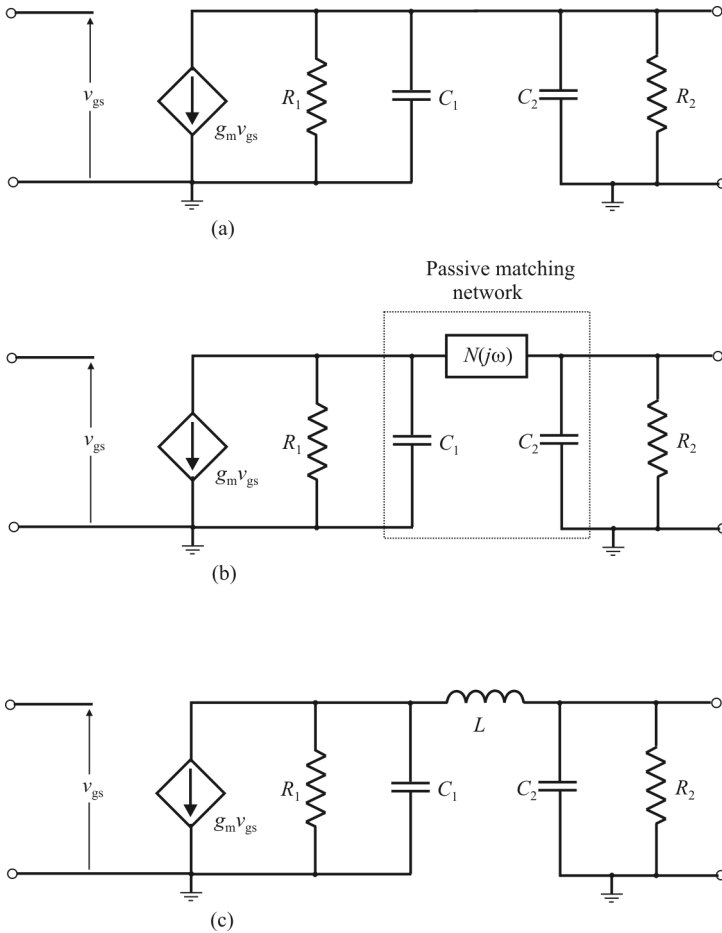 v_gs
g_m v_gs
R_1
C_1
C_2
R_2
(a)
Passive matching
network
N(jω)
v_gs
g_m v_gs
R_1
C_1
C_2
R_2
(b)
L
v_gs
g_m v_gs
R_1
C_1
C_2
R_2
(c)